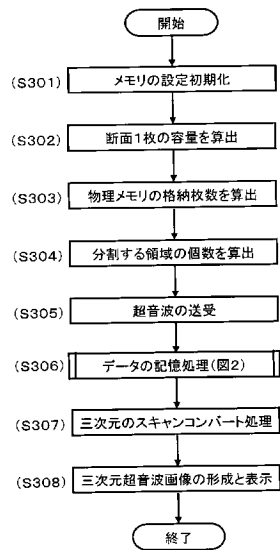 開始
(S301) メモリの設定初期化
(S302) 断面1枚の容量を算出
(S303) 物理メモリの格納枚数を算出
(S304) 分割する領域の個数を算出
(S305) 超音波の送受
(S306) データの記憶処理(図2)
(S307) 三次元のスキャンコンバート処理
(S308) 三次元超音波画像の形成と表示
終了